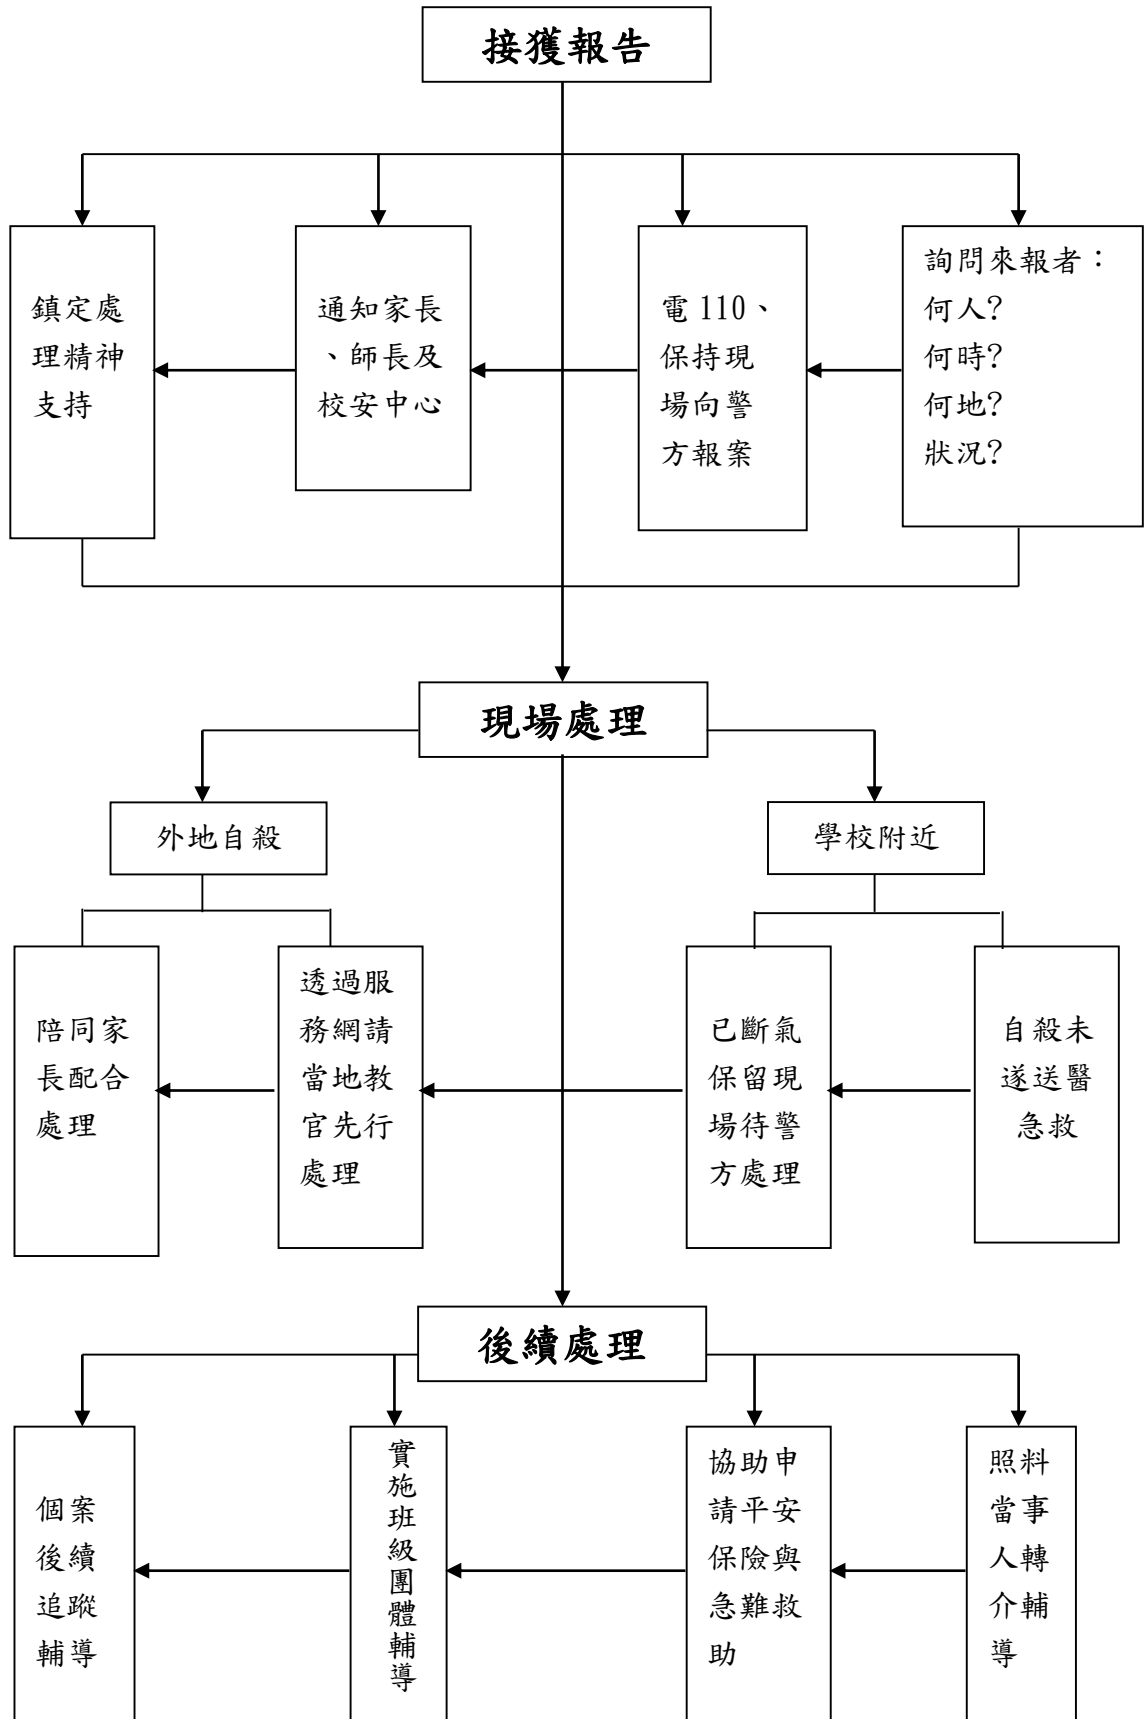 接獲報告
鎮定處
理精神
支持
通知家長
、師長及
校安中心
電 110、
保持現
場向警
方報案
詢問來報者：
何人?
何時?
何地?
狀況?
現場處理
外地自殺
學校附近
陪同家
長配合
處理
透過服
務網請
當地教
官先行
處理
已斷氣
保留現
場待警
方處理
自殺未
遂送醫
急救
後續處理
個案
後續
追蹤
輔導
實施班級團體輔導
協助申
請平安
保險與
急難救
助
照料
當事
人轉
介輔
導